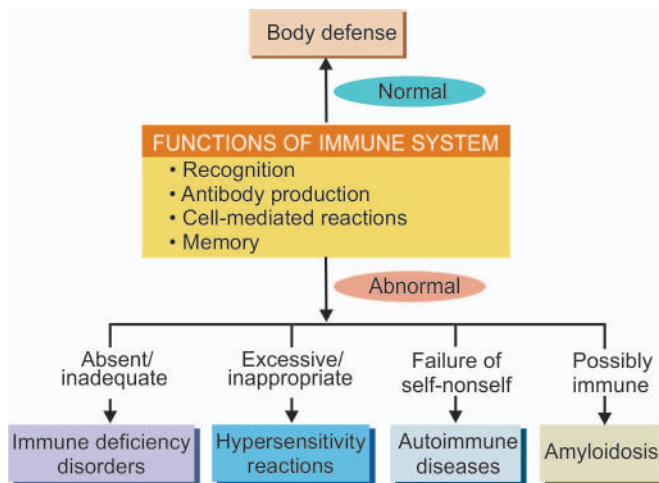 Body defense
Normal
FUNCTIONS OF IMMUNE SYSTEM
• Recognition
• Antibody production
• Cell-mediated reactions
• Memory
Abnormal
Absent/
inadequate
Excessive/
inappropriate
Failure of
self-nonself
Possibly
immune
Immune deficiency
disorders
Hypersensitivity
reactions
Autoimmune
diseases
Amyloidosis